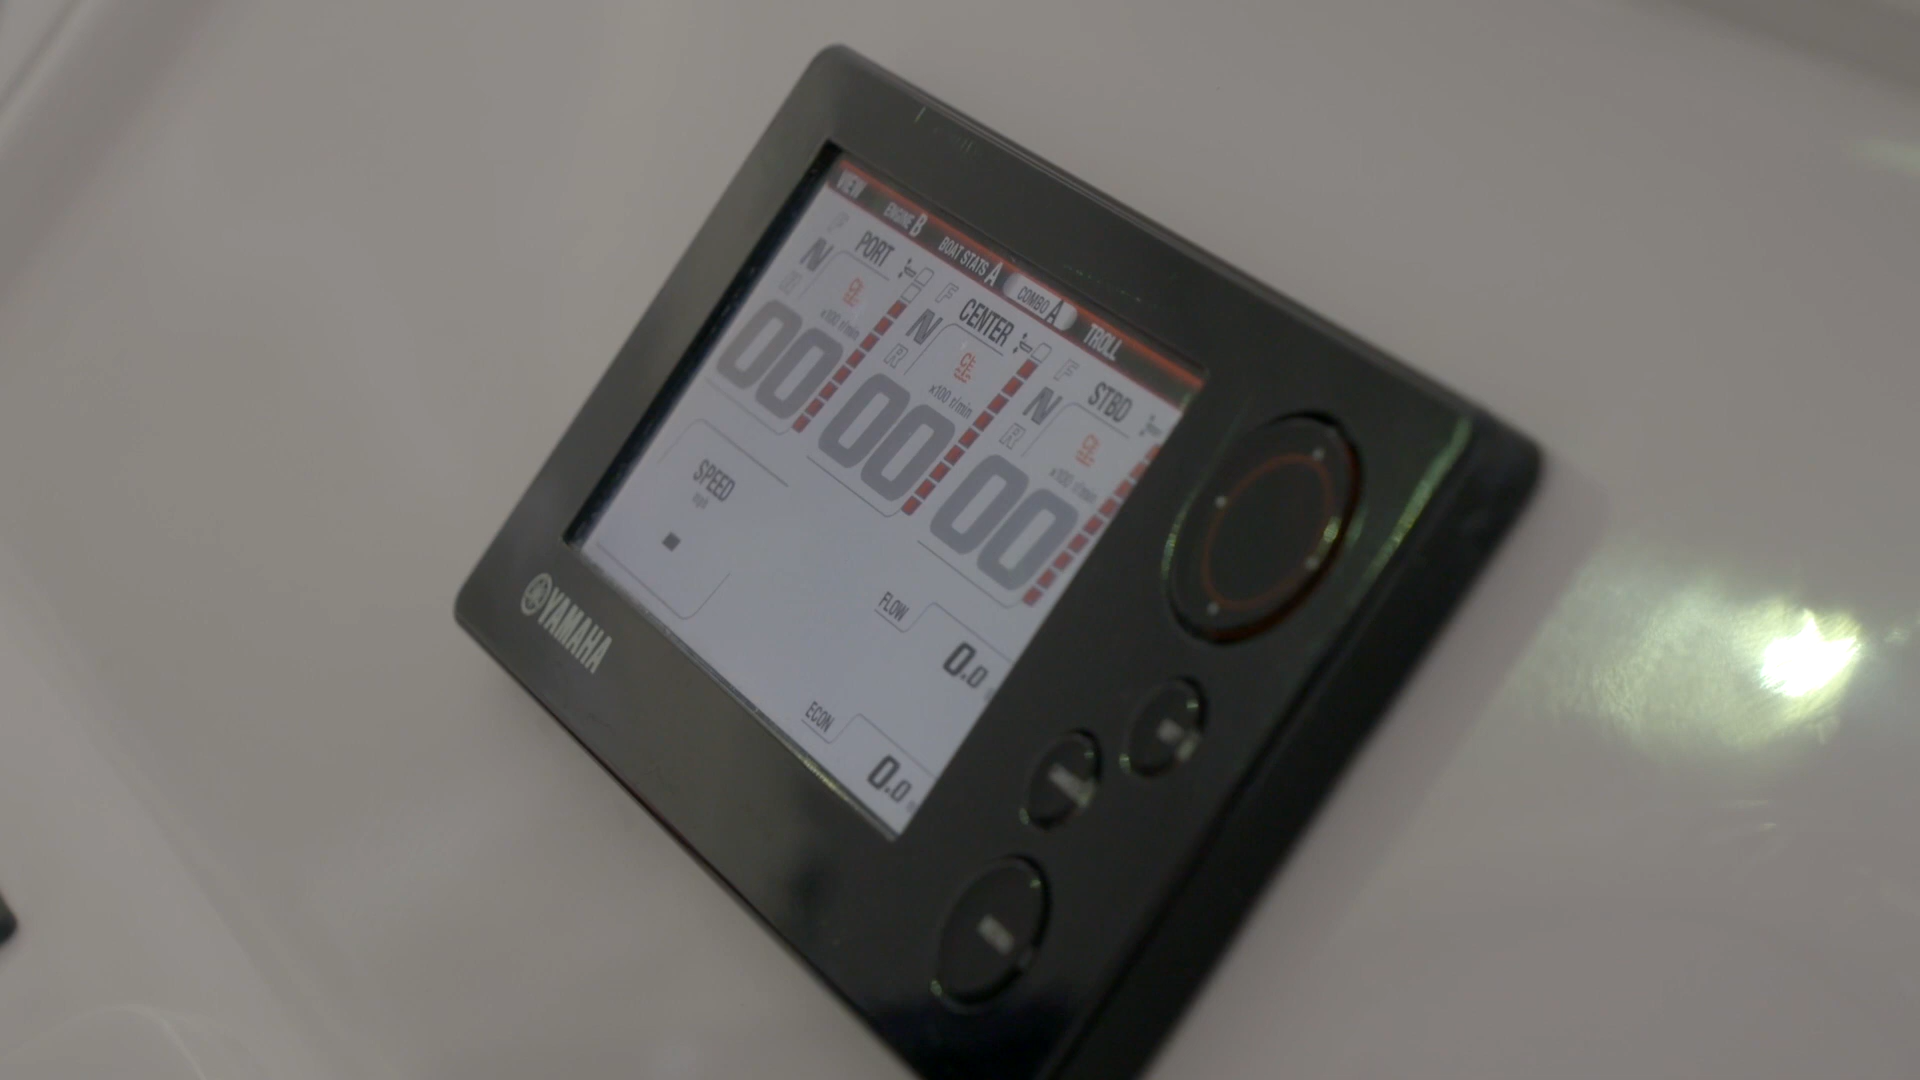 VIEW ENGINE B BOAT STATS A COMBO A TROLL
PORT
F
N
x100 r/min
00
CENTER
F
N
R
x100 r/min
00
STBD
F
N
R
x100 r/min
00
SPEED
mph
-
FLOW
0.0
ECON
0.0
YAMAHA